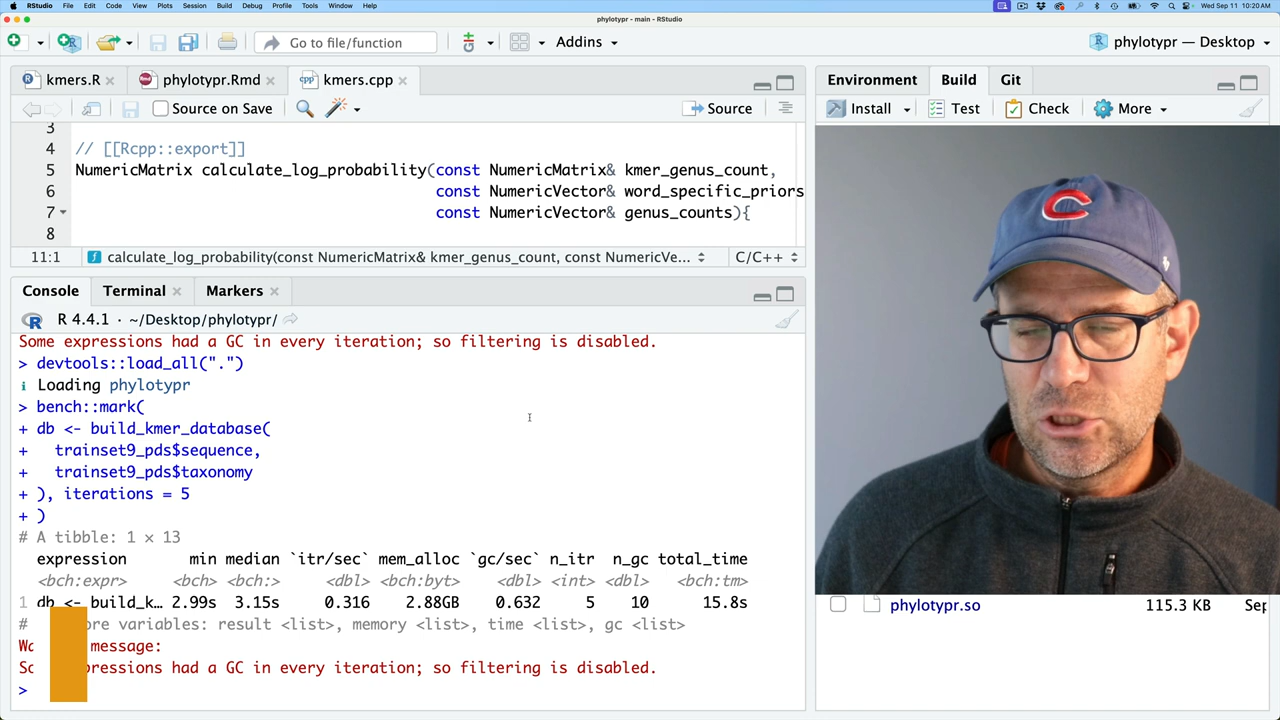 RStudio File Edit Code View Plots Session Build Debug Profile Tools Window Help
Wed Sep 11 10:20 AM
phylotypr - main - RStudio
Go to file/function
Addins
phylotypr — Desktop
kmers.R
phylotypr.Rmd
kmers.cpp
Source on Save
Source
3
4 // [[Rcpp::export]]
5 NumericMatrix calculate_log_probability(const NumericMatrix& kmer_genus_count,
6 const NumericVector& word_specific_priors
7 const NumericVector& genus_counts){
8
11:1 calculate_log_probability(const NumericMatrix& kmer_genus_count, const NumericVe... C/C++
Console Terminal Markers
R 4.4.1 · ~/Desktop/phylotypr/
Some expressions had a GC in every iteration; so filtering is disabled.
> devtools::load_all(".")
i Loading phylotypr
> bench::mark(
+ db <- build_kmer_database(
+ trainset9_pds$sequence,
+ trainset9_pds$taxonomy
+ ), iterations = 5
+ )
# A tibble: 1 × 13
expression min median `itr/sec` mem_alloc `gc/sec` n_itr n_gc total_time
<bch:expr> <bch> <bch:> <dbl> <bch:byt> <dbl> <int> <dbl> <bch:tm>
1 db <- build_k… 2.99s 3.15s 0.316 2.88GB 0.632 5 10 15.8s
# ore variables: result <list>, memory <list>, time <list>, gc <list>
message:
expressions had a GC in every iteration; so filtering is disabled.
>
Environment Build Git
Install Test Check More
C
phylotypr.so 115.3 KB Sep